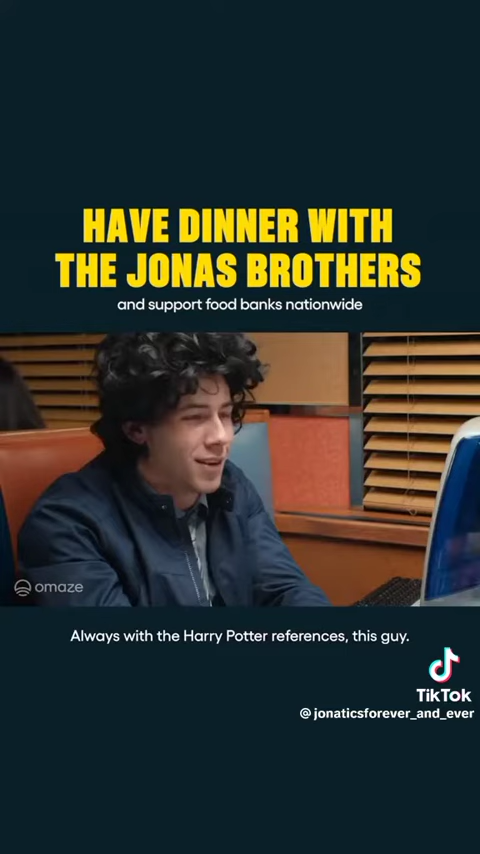 HAVE DINNER WITH
THE JONAS BROTHERS
and support food banks nationwide
omaze
Always with the Harry Potter references, this guy.
TikTok
@jonaticsforever_and_ever